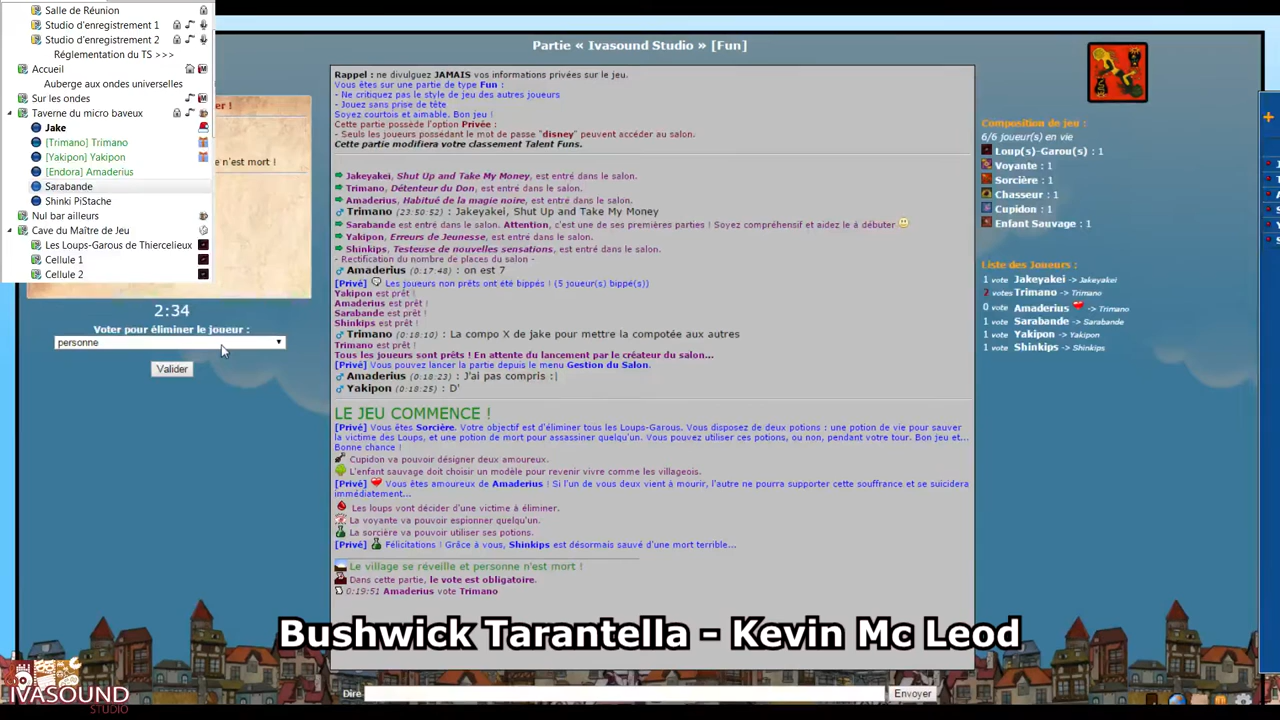 Salle de Réunion
Studio d'enregistrement 1
Studio d'enregistrement 2
Réglementation du TS >>>
Accueil
Auberge aux ondes universelles
Sur les ondes
Taverne du micro baveux
Jake
[Trimano] Trimano
[Yakipon] Yakipon
[Endora] Amaderius
Sarabande
Shinki PiStache
Nul bar ailleurs
Cave du Maître de Jeu
Les Loups-Garous de Thiercelieux
Cellule 1
Cellule 2
er !
n'est mort !
2:34
Voter pour éliminer le joueur :
personne
Valider
Partie « Ivasound Studio » [Fun]
Rappel : ne divulguez JAMAIS vos informations privées sur le jeu.
Vous êtes sur une partie de type Fun :
- Ne critiquez pas le style de jeu des autres joueurs
- Jouez sans prise de tête
Soyez courtois et aimable. Bon jeu !
Cette partie possède l'option Privée :
- Seuls les joueurs possédant le mot de passe "disney" peuvent accéder au salon.
Cette partie modifiera votre classement Talent Funs.
Jakeyakei, Shut Up and Take My Money, est entré dans le salon.
Trimano, Détenteur du Don, est entré dans le salon.
Amaderius, Habitué de la magie noire, est entré dans le salon.
Trimano (23:50:52) : Jakeyakei, Shut Up and Take My Money
Sarabande est entré dans le salon. Attention, c'est une de ses premières parties ! Soyez compréhensif et aidez le à débuter
Yakipon, Erreurs de Jeunesse, est entré dans le salon.
Shinkips, Testeuse de nouvelles sensations, est entré dans le salon.
- Rectification du nombre de places du salon -
Amaderius (0:17:48) : on est 7
[Privé] Les joueurs non prêts ont été bippés ! (5 joueur(s) bippé(s))
Yakipon est prêt !
Amaderius est prêt !
Sarabande est prêt !
Shinkips est prêt !
Trimano (0:18:10) : La compo X de jake pour mettre la compotée aux autres
Trimano est prêt !
Tous les joueurs sont prêts ! En attente du lancement par le créateur du salon...
[Privé] Vous pouvez lancer la partie depuis le menu Gestion du Salon.
Amaderius (0:18:23) : J'ai pas compris :|
Yakipon (0:18:25) : D'
LE JEU COMMENCE !
[Privé] Vous êtes Sorcière. Votre objectif est d'éliminer tous les Loups-Garous. Vous disposez de deux potions : une potion de vie pour sauver
la victime des Loups, et une potion de mort pour assassiner quelqu'un. Vous pouvez utiliser ces potions, ou non, pendant votre tour. Bon jeu et...
Bonne chance !
Cupidon va pouvoir désigner deux amoureux.
L'enfant sauvage doit choisir un modèle pour revenir vivre comme les villageois.
[Privé] Vous êtes amoureux de Amaderius ! Si l'un de vous deux vient à mourir, l'autre ne pourra supporter cette souffrance et se suicidera
immédiatement...
Les loups vont décider d'une victime à éliminer.
La voyante va pouvoir espionner quelqu'un.
La sorcière va pouvoir utiliser ses potions.
[Privé] Félicitations ! Grâce à vous, Shinkips est désormais sauvé d'une mort terrible...
Le village se réveille et personne n'est mort !
Dans cette partie, le vote est obligatoire.
0:19:51 Amaderius vote Trimano
Composition de jeu :
6/6 joueur(s) en vie
Loup(s)-Garou(s) : 1
Voyante : 1
Sorcière : 1
Chasseur : 1
Cupidon : 1
Enfant Sauvage : 1
Liste des Joueurs :
1 vote Jakeyakei -> Jakeyakei
2 votes Trimano -> Trimano
0 vote Amaderius -> Trimano
1 vote Sarabande -> Sarabande
1 vote Yakipon -> Yakipon
1 vote Shinkips -> Shinkips
Bushwick Tarantella - Kevin Mc Leod
Dire
Envoyer
IVASOUND
STUDIO